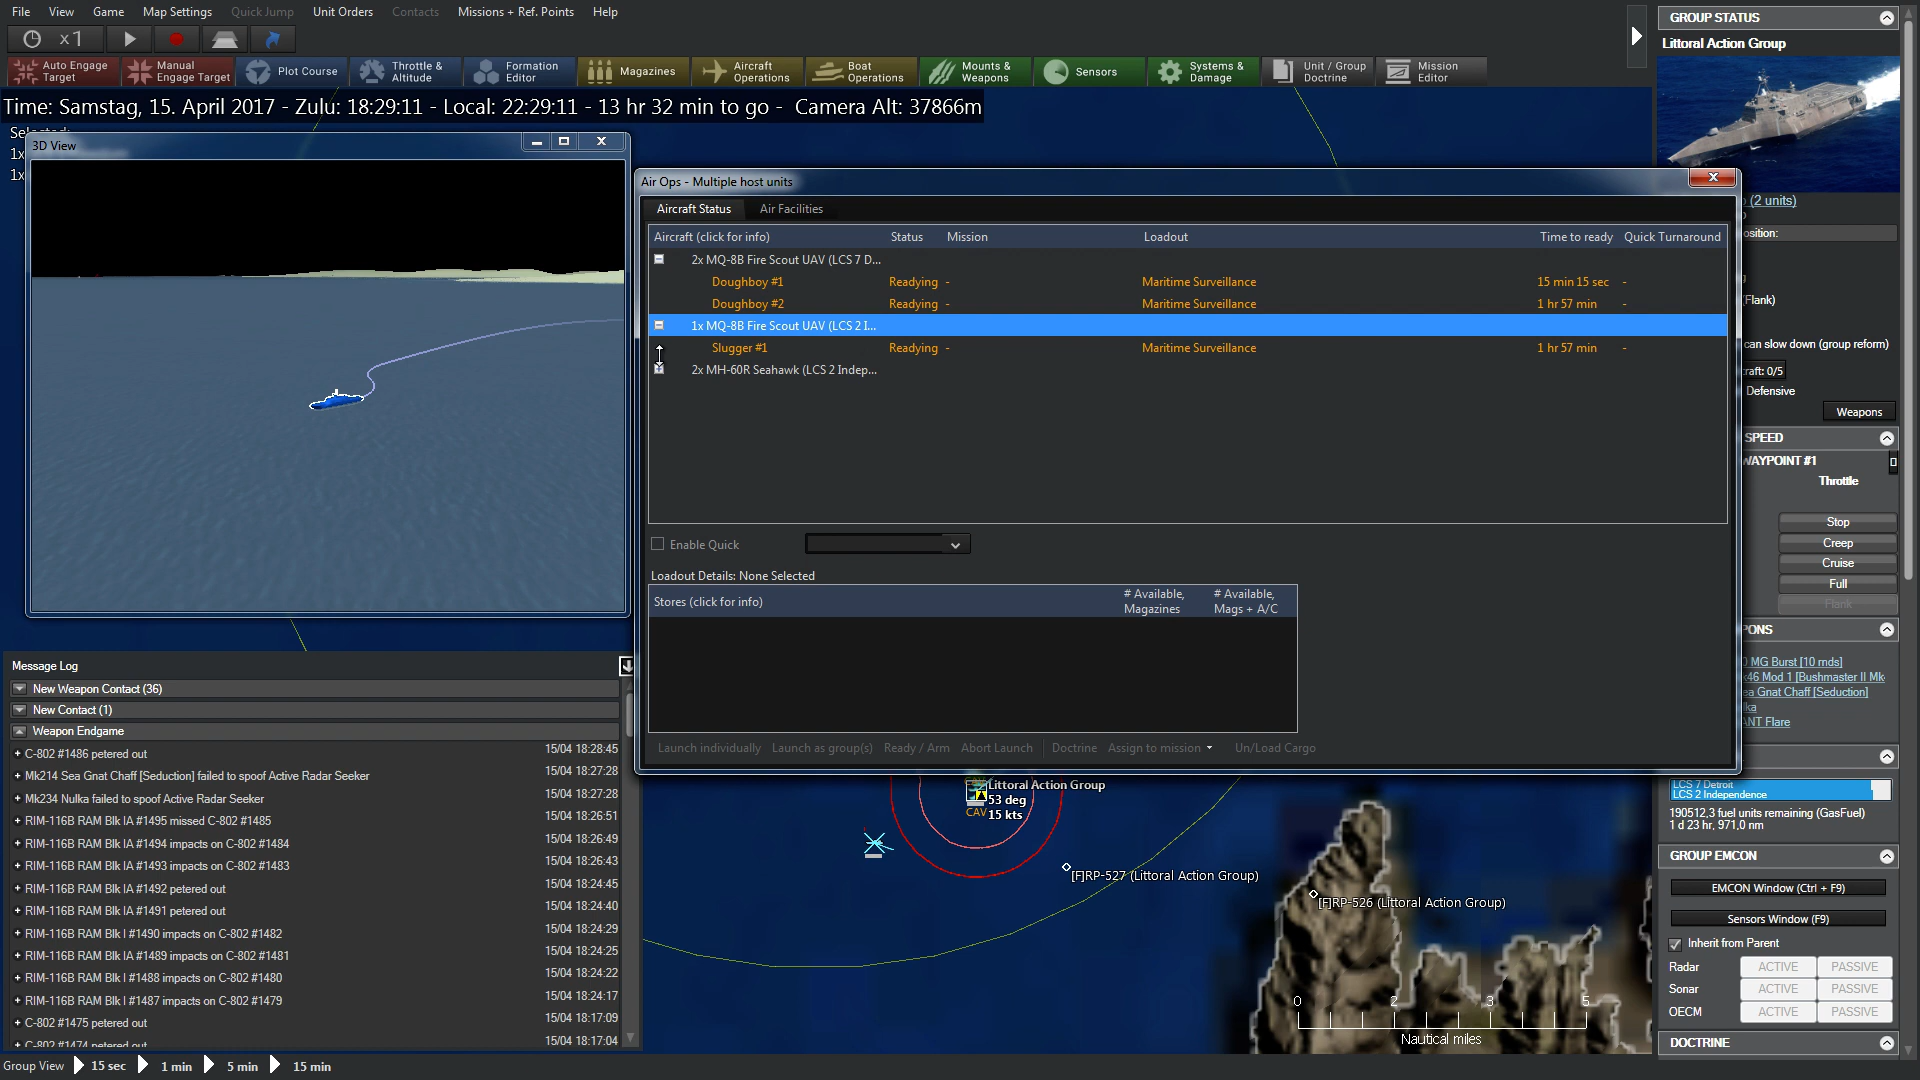 File View Game Map Settings Quick Jump Unit Orders Contacts Missions + Ref. Points Help
x1
Auto Engage Target
Manual Engage Target
Plot Course
Throttle & Altitude
Formation Editor
Magazines
Aircraft Operations
Boat Operations
Mounts & Weapons
Sensors
Systems & Damage
Unit / Group Doctrine
Mission Editor
Time: Samstag, 15. April 2017 - Zulu: 18:29:11 - Local: 22:29:11 - 13 hr 32 min to go - Camera Alt: 37866m
1x
1x
3D View
Air Ops - Multiple host units
Aircraft Status Air Facilities
Aircraft (click for info) Status Mission Loadout Time to ready Quick Turnaround
2x MQ-8B Fire Scout UAV (LCS 7 D...
Doughboy #1 Readying - Maritime Surveillance 15 min 15 sec -
Doughboy #2 Readying - Maritime Surveillance 1 hr 57 min -
1x MQ-8B Fire Scout UAV (LCS 2 I...
Slugger #1 Readying - Maritime Surveillance 1 hr 57 min -
2x MH-60R Seahawk (LCS 2 Indep...
Enable Quick
Loadout Details: None Selected
Stores (click for info) # Available, Magazines # Available, Mags + A/C
Launch individually Launch as group(s) Ready / Arm Abort Launch Doctrine Assign to mission Un/Load Cargo
Message Log
New Weapon Contact (36)
New Contact (1)
Weapon Endgame
+ C-802 #1486 petered out 15/04 18:28:45
+ Mk214 Sea Gnat Chaff [Seduction] failed to spoof Active Radar Seeker 15/04 18:27:28
+ Mk234 Nulka failed to spoof Active Radar Seeker 15/04 18:27:28
+ RIM-116B RAM Blk IA #1495 missed C-802 #1485 15/04 18:26:51
+ RIM-116B RAM Blk IA #1494 impacts on C-802 #1484 15/04 18:26:49
+ RIM-116B RAM Blk IA #1493 impacts on C-802 #1483 15/04 18:26:43
+ RIM-116B RAM Blk IA #1492 petered out 15/04 18:24:45
+ RIM-116B RAM Blk IA #1491 petered out 15/04 18:24:40
+ RIM-116B RAM Blk I #1490 impacts on C-802 #1482 15/04 18:24:29
+ RIM-116B RAM Blk IA #1489 impacts on C-802 #1481 15/04 18:24:25
+ RIM-116B RAM Blk I #1488 impacts on C-802 #1480 15/04 18:24:22
+ RIM-116B RAM Blk I #1487 impacts on C-802 #1479 15/04 18:24:17
+ C-802 #1475 petered out 15/04 18:17:09
+ C-802 #1474 petered out 15/04 18:17:04
Group View 15 sec 1 min 5 min 15 min
Littoral Action Group
53 deg
CAV 15 kts
[F]RP-527 (Littoral Action Group)
[F]RP-526 (Littoral Action Group)
0 2 3 5
Nautical miles
GROUP STATUS
Littoral Action Group
(2 units)
osition:
(Flank)
can slow down (group reform)
craft: 0/5
Defensive
Weapons
SPEED
WAYPOINT #1
Throttle
Stop
Creep
Cruise
Full
Flank
PONS
0 MG Burst [10 rnds]
k46 Mod 1 [Bushmaster II Mk
ea Gnat Chaff [Seduction]
lka
ANT Flare
LCS 7 Detroit
LCS 2 Independence
190512,3 fuel units remaining (GasFuel)
1 d 23 hr, 971,0 nm
GROUP EMCON
EMCON Window (Ctrl + F9)
Sensors Window (F9)
Inherit from Parent
Radar ACTIVE PASSIVE
Sonar ACTIVE PASSIVE
OECM ACTIVE PASSIVE
DOCTRINE